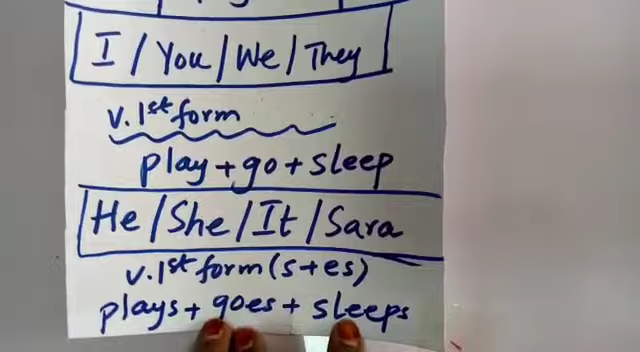 I / You / We / They
v. 1st form
play + go + sleep
He / She / It / Sara
v. 1st form (s + es)
plays + goes + sleeps